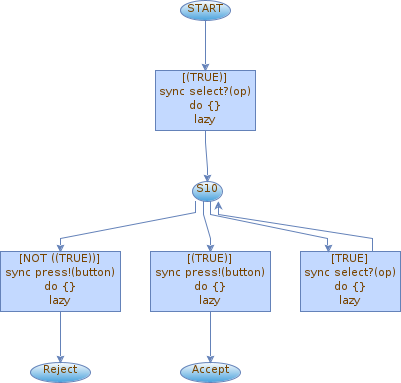 START
[(TRUE)]
sync select?(op)
do {}
lazy
S10
[NOT ((TRUE))]
sync press!(button)
do {}
lazy
[(TRUE)]
sync press!(button)
do {}
lazy
[TRUE]
sync select?(op)
do {}
lazy
Reject
Accept